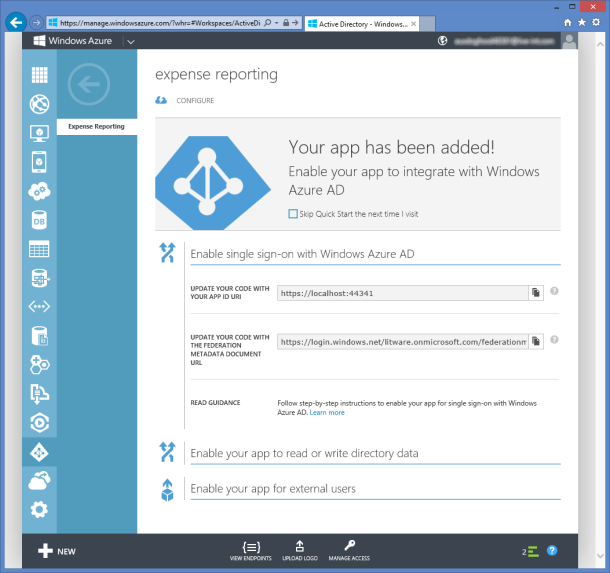 https://manage.windowsazure.com/?whr=#Workspaces/ActiveDi
Active Directory - Windows...
Windows Azure
Expense Reporting
expense reporting
CONFIGURE
Your app has been added!
Enable your app to integrate with Windows
Azure AD
Skip Quick Start the next time I visit
Enable single sign-on with Windows Azure AD
UPDATE YOUR CODE WITH
YOUR APP ID URI
https://localhost:44341
UPDATE YOUR CODE WITH
THE FEDERATION
METADATA DOCUMENT
URL
https://login.windows.net/litware.onmicrosoft.com/federationm
READ GUIDANCE
Follow step-by-step instructions to enable your app for single sign-on with Windows
Azure AD. Learn more
Enable your app to read or write directory data
Enable your app for external users
DB
NEW
VIEW ENDPOINTS
UPLOAD LOGO
MANAGE ACCESS
2